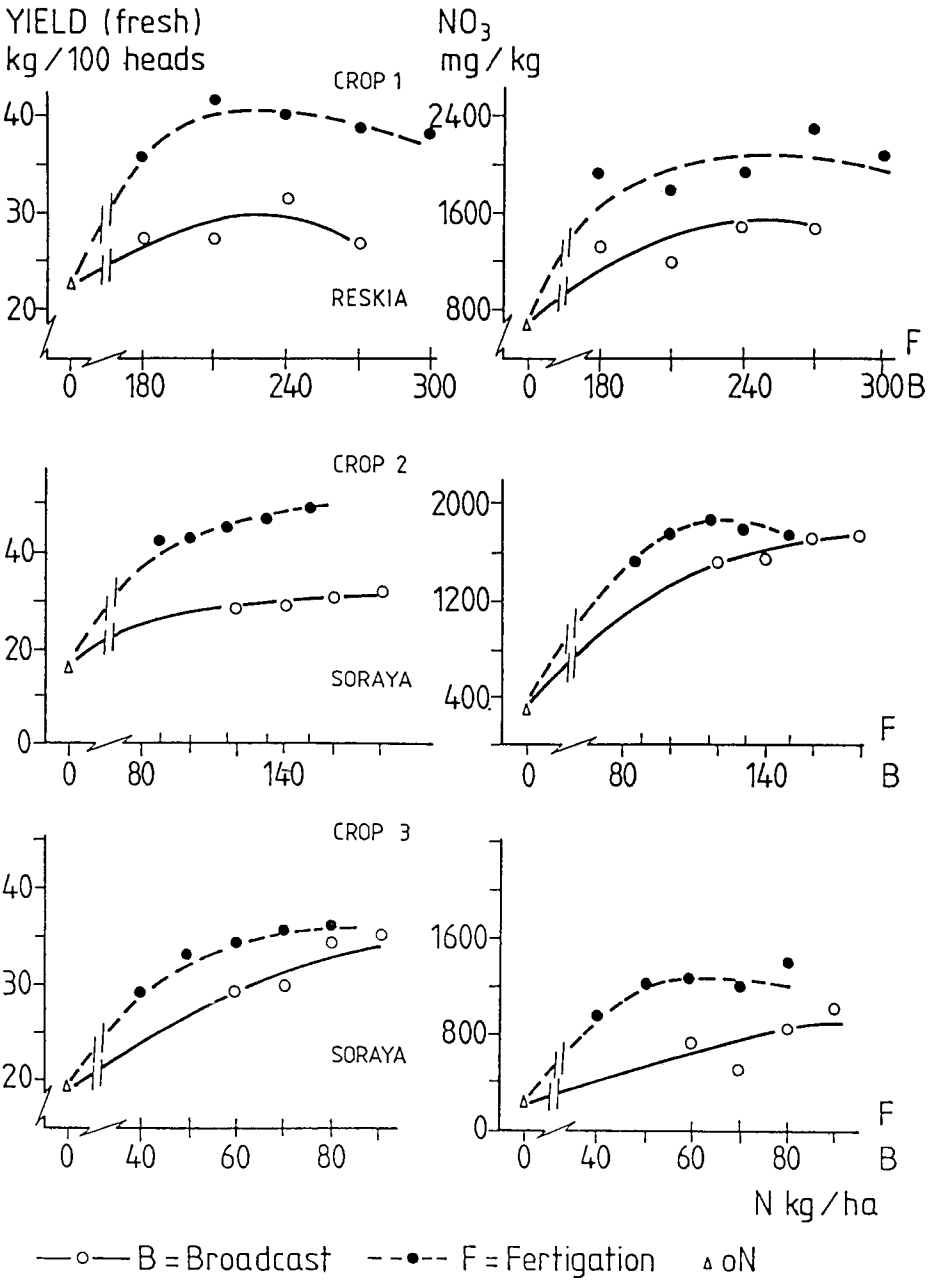 YIELD (fresh)
kg/100 heads
NO3
mg/kg
CROP 1
40
30
20
RESKIA
0 180 240 300
2400
1600
800
F
0 180 240 300 B
CROP 2
40
20
0
SORAYA
0 80 140
2000
1200
400
F
0 80 140 B
CROP 3
40
30
20
SORAYA
0 40 60 80
1600
800
0
F
0 40 60 80 B
N kg/ha
B = Broadcast F = Fertigation oN